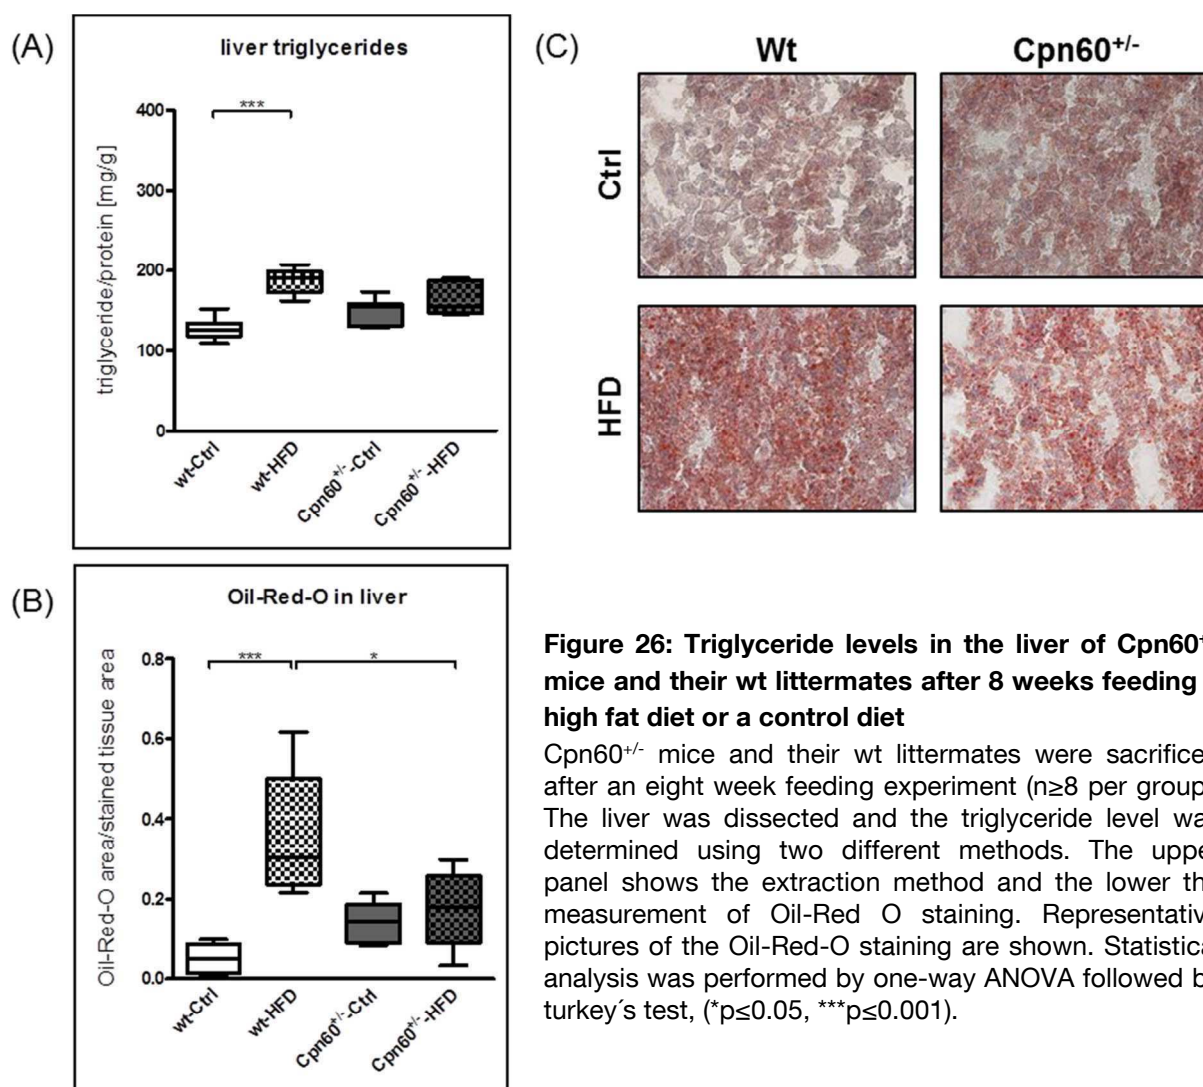 (A)
liver triglycerides
triglyceride/protein [mg/g]
400
300
200
100
0
***
wt-Ctrl
wt-HFD
Cpn60+/--Ctrl
Cpn60+/--HFD
(B)
Oil-Red-O in liver
Oil-Red-O area/stained tissue area
0.8
0.6
0.4
0.2
0.0
***
*
wt-Ctrl
wt-HFD
Cpn60+/--Ctrl
Cpn60+/--HFD
(C)
Wt
Cpn60+/-
Ctrl
HFD
Figure 26: Triglyceride levels in the liver of Cpn60+
mice and their wt littermates after 8 weeks feeding
high fat diet or a control diet
Cpn60+/- mice and their wt littermates were sacrifice
after an eight week feeding experiment (n≥8 per group
The liver was dissected and the triglyceride level wa
determined using two different methods. The uppe
panel shows the extraction method and the lower th
measurement of Oil-Red O staining. Representativ
pictures of the Oil-Red-O staining are shown. Statistica
analysis was performed by one-way ANOVA followed b
turkey´s test, (*p≤0.05, ***p≤0.001).